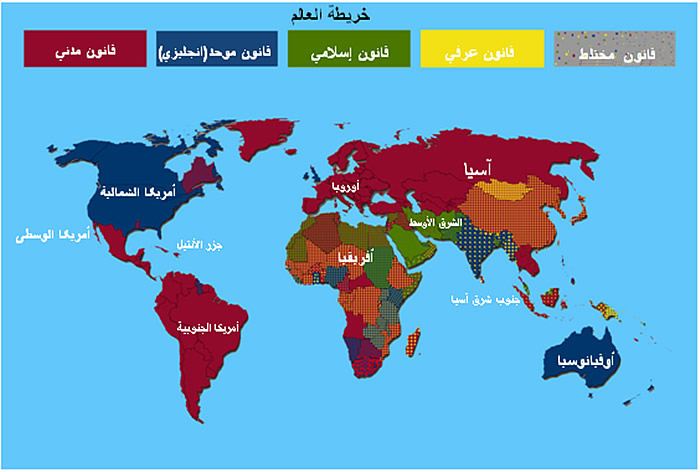 خريطة العالم
قانون مدني
قانون موحد(انجليزي)
قانون إسلامي
قانون عرفي
قانون مختلط
آسيا
أوروبا
أمريكا الشمالية
الشرق الأوسط
أمريكا الوسطى
جزر الأنتيل
أفريقيا
جنوب شرق آسيا
أمريكا الجنوبية
أوقيانوسيا